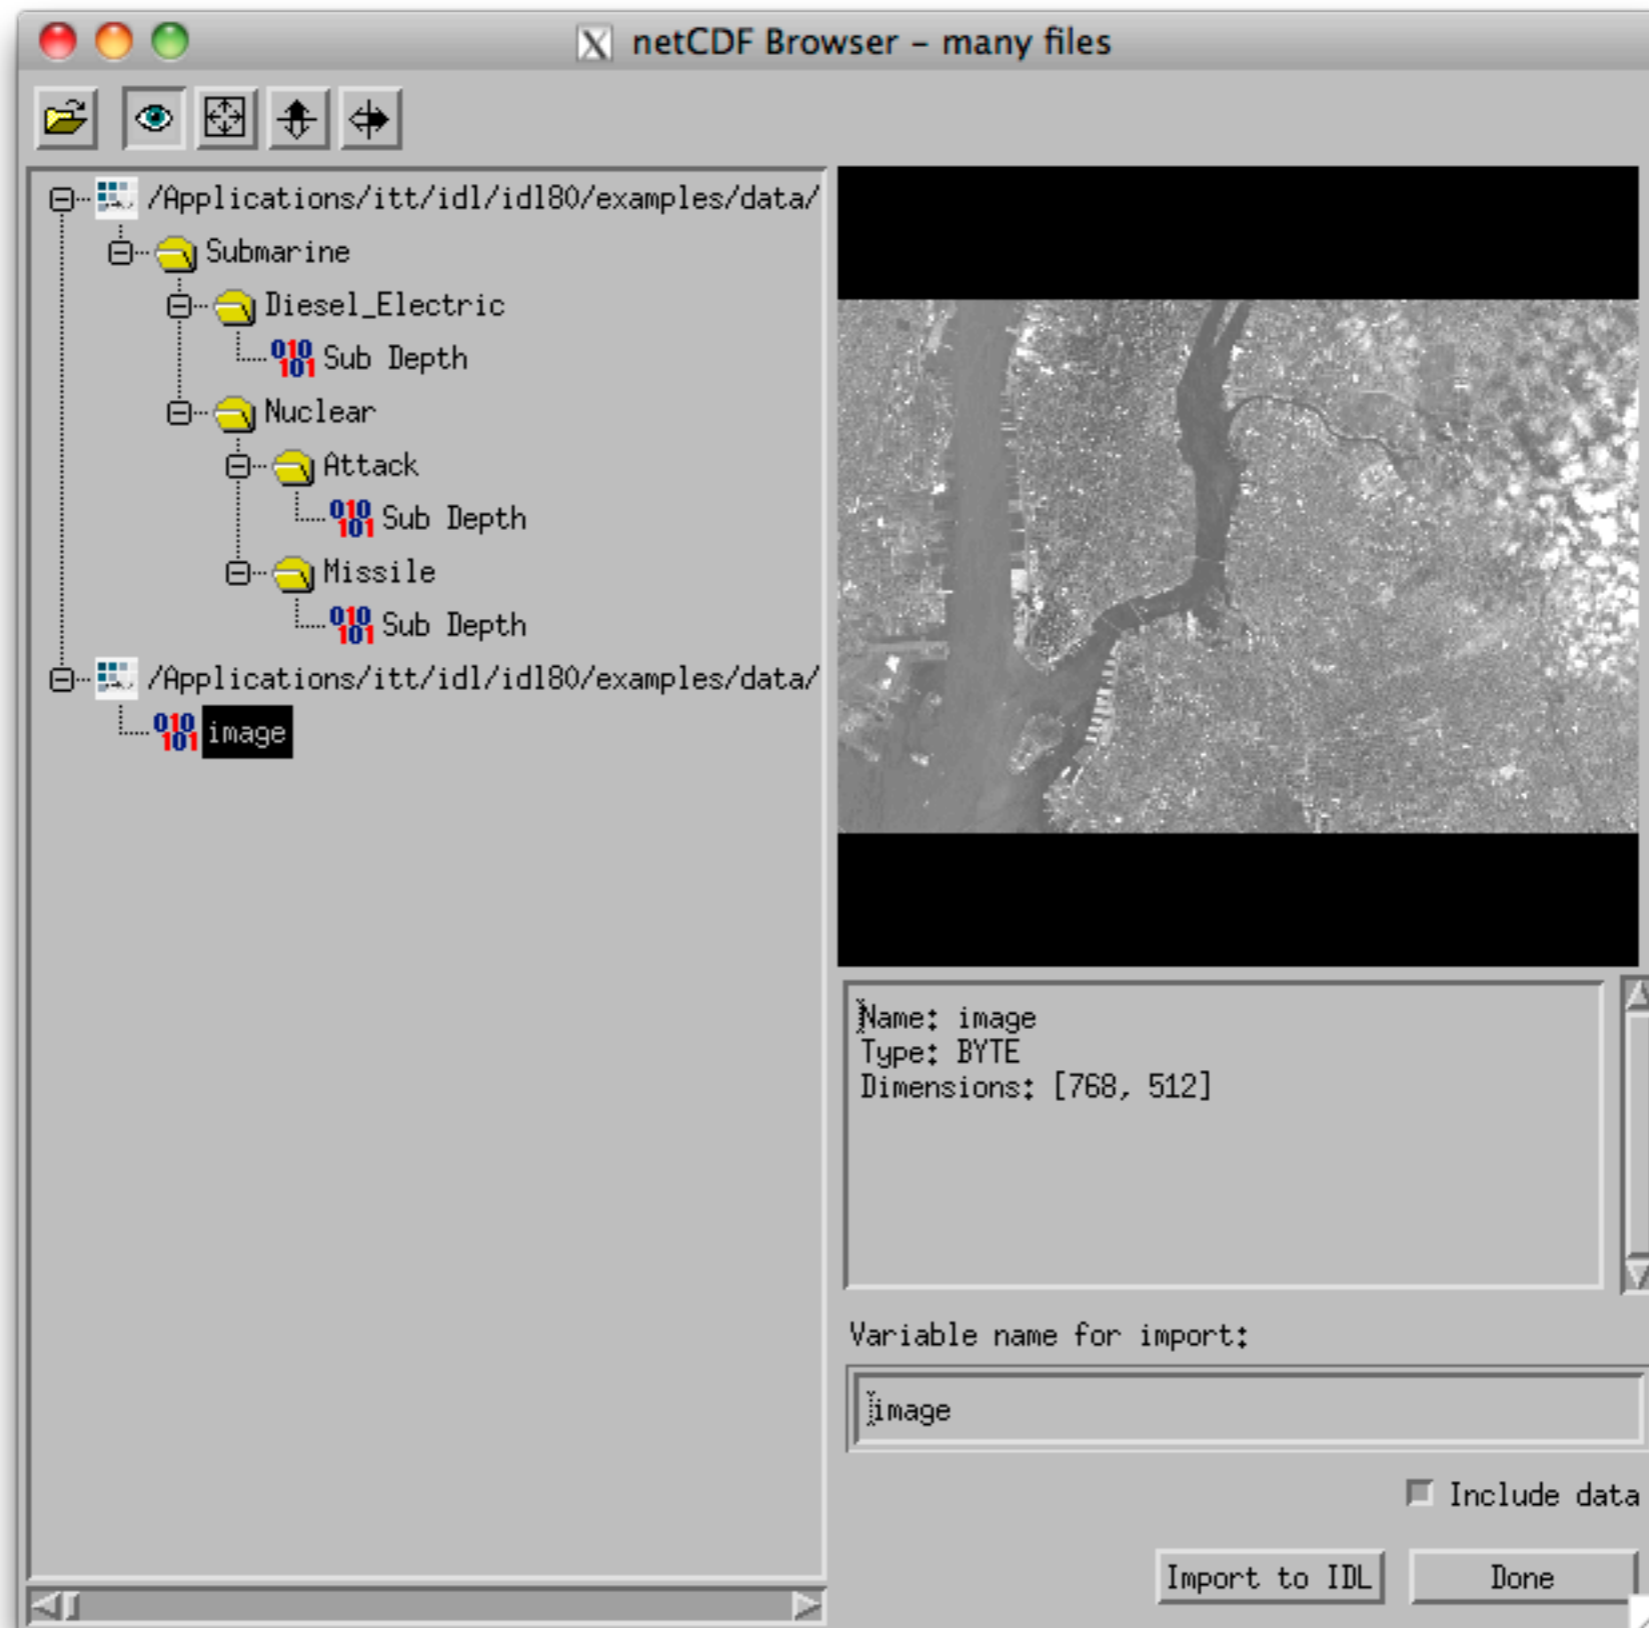 netCDF Browser – many files
/Applications/itt/idl/idl80/examples/data/
Submarine
Diesel_Electric
Sub Depth
Nuclear
Attack
Sub Depth
Missile
Sub Depth
/Applications/itt/idl/idl80/examples/data/
image
Name: image
Type: BYTE
Dimensions: [768, 512]
Variable name for import:
image
Include data
Import to IDL
Done